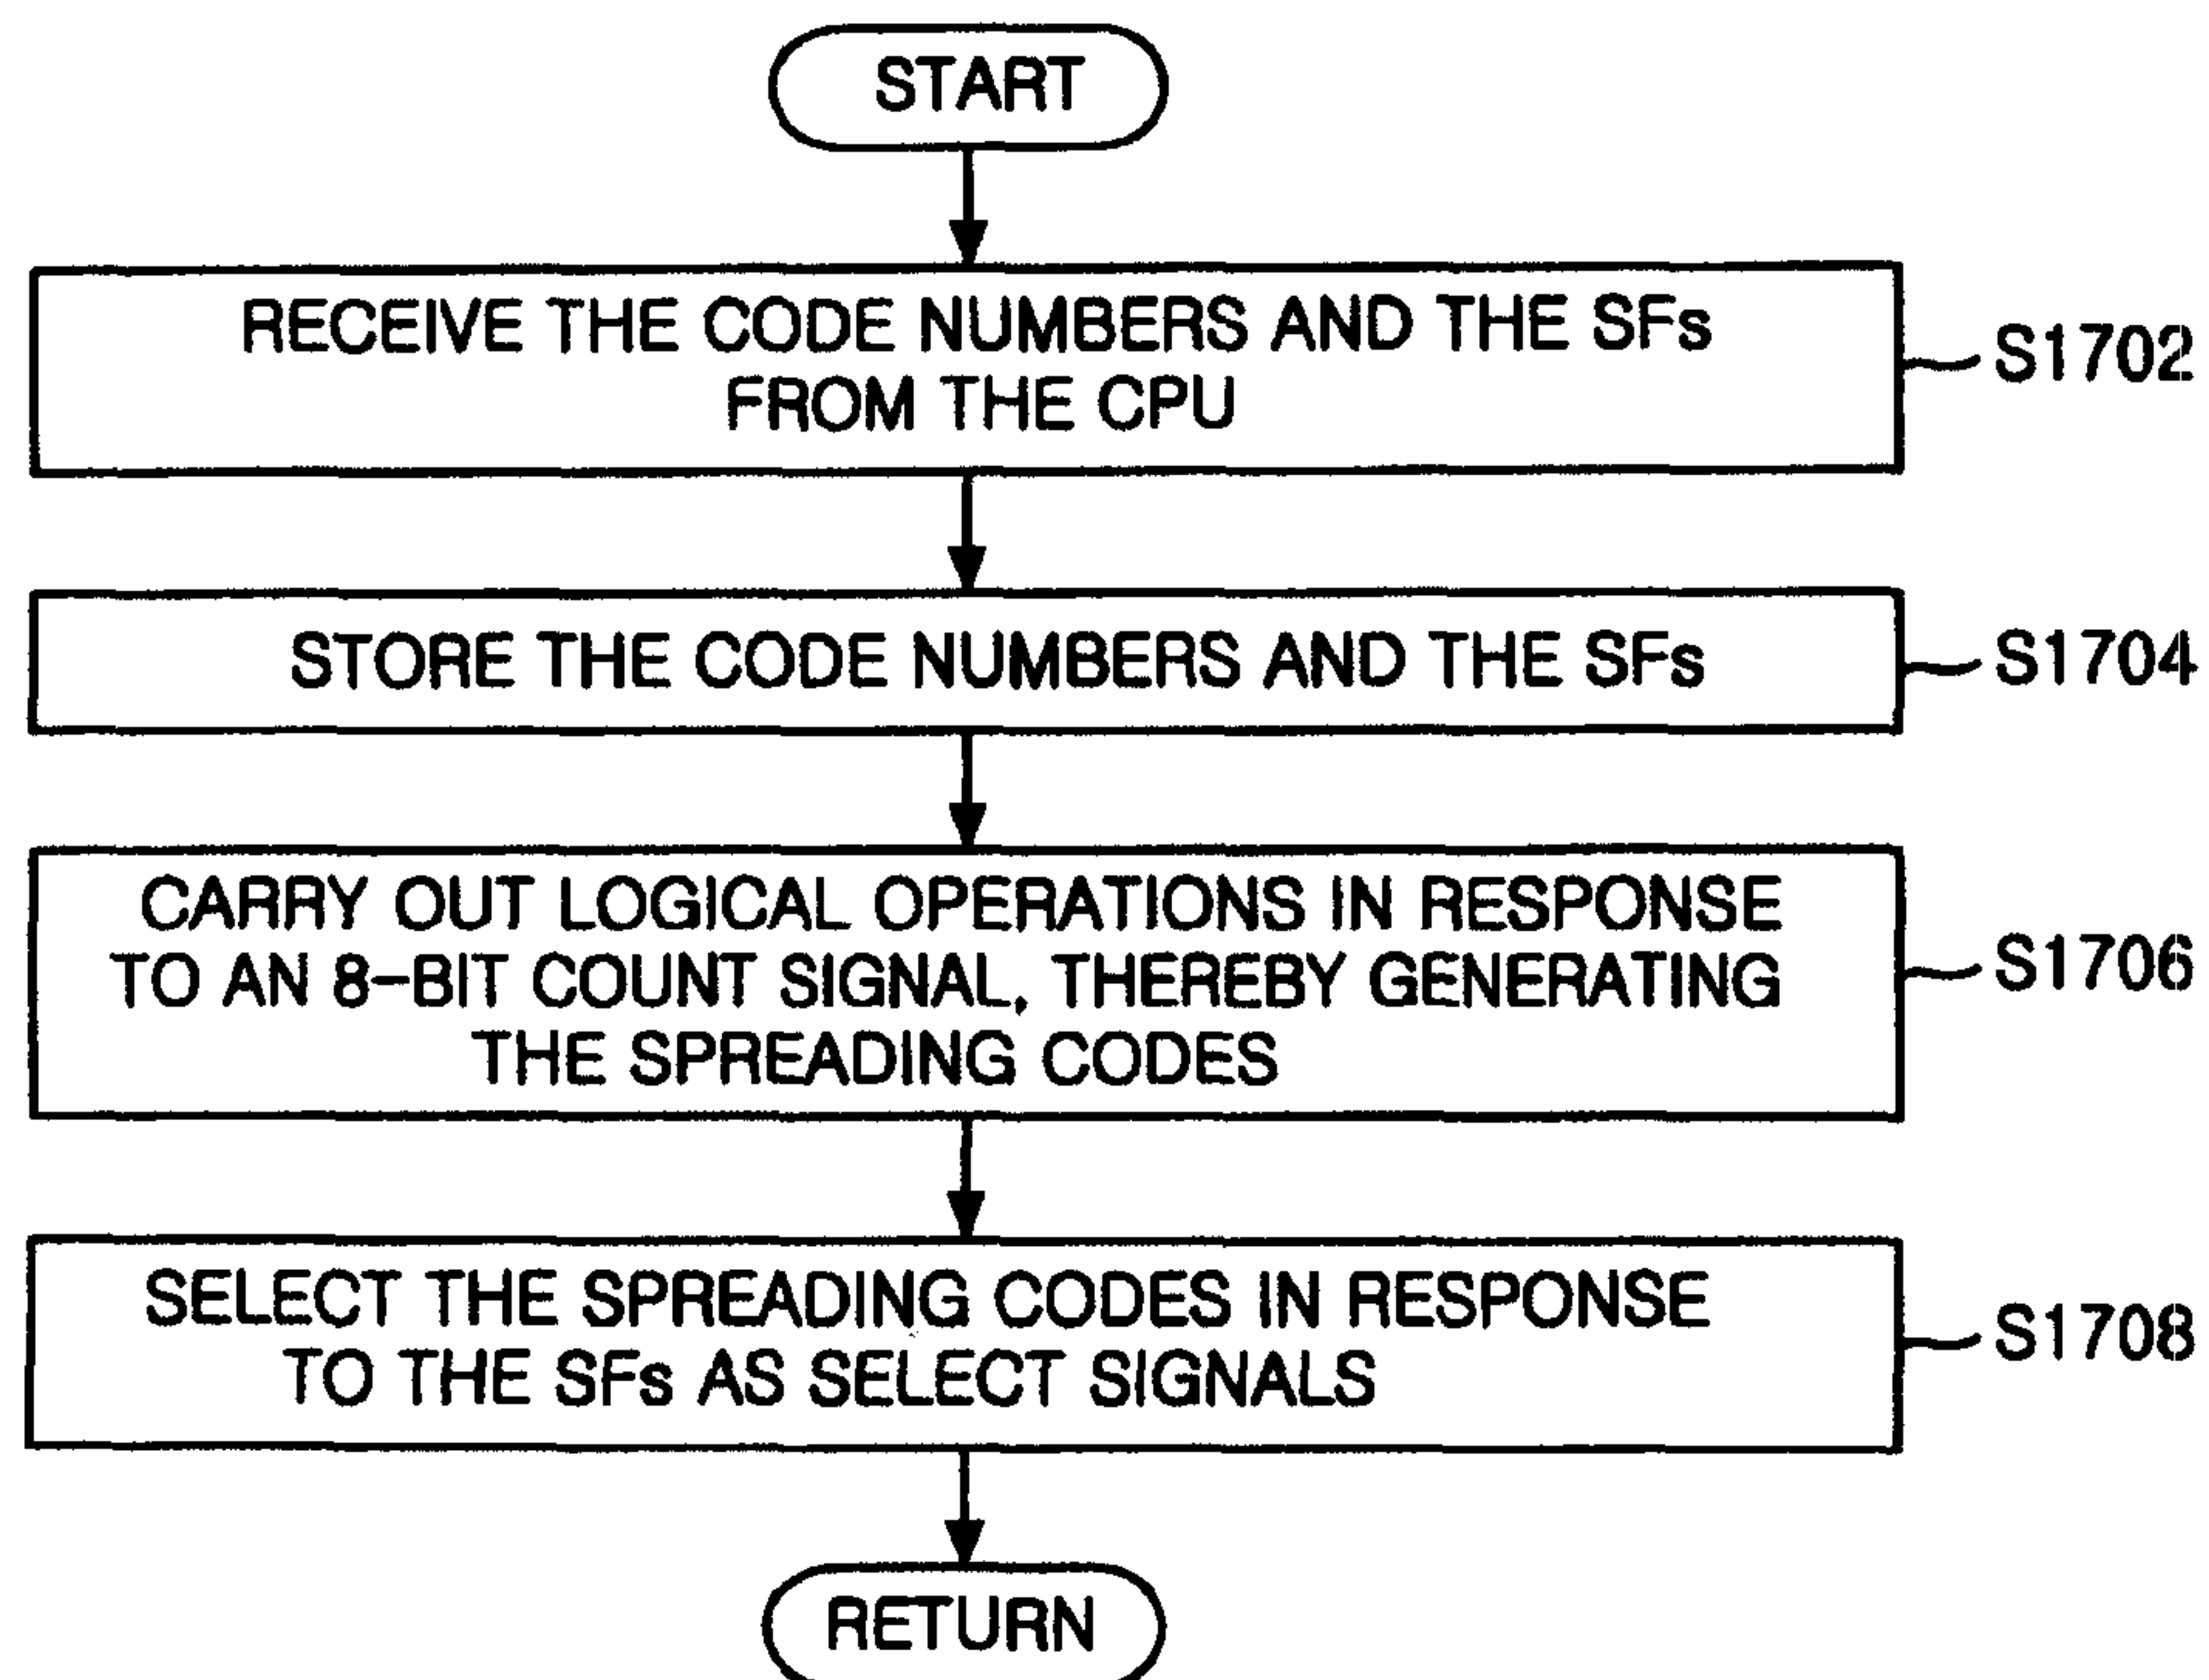 START
RECEIVE THE CODE NUMBERS AND THE SFs
FROM THE CPU
S1702
STORE THE CODE NUMBERS AND THE SFs
S1704
CARRY OUT LOGICAL OPERATIONS IN RESPONSE
TO AN 8-BIT COUNT SIGNAL, THEREBY GENERATING
THE SPREADING CODES
S1706
SELECT THE SPREADING CODES IN RESPONSE
TO THE SFs AS SELECT SIGNALS
S1708
RETURN